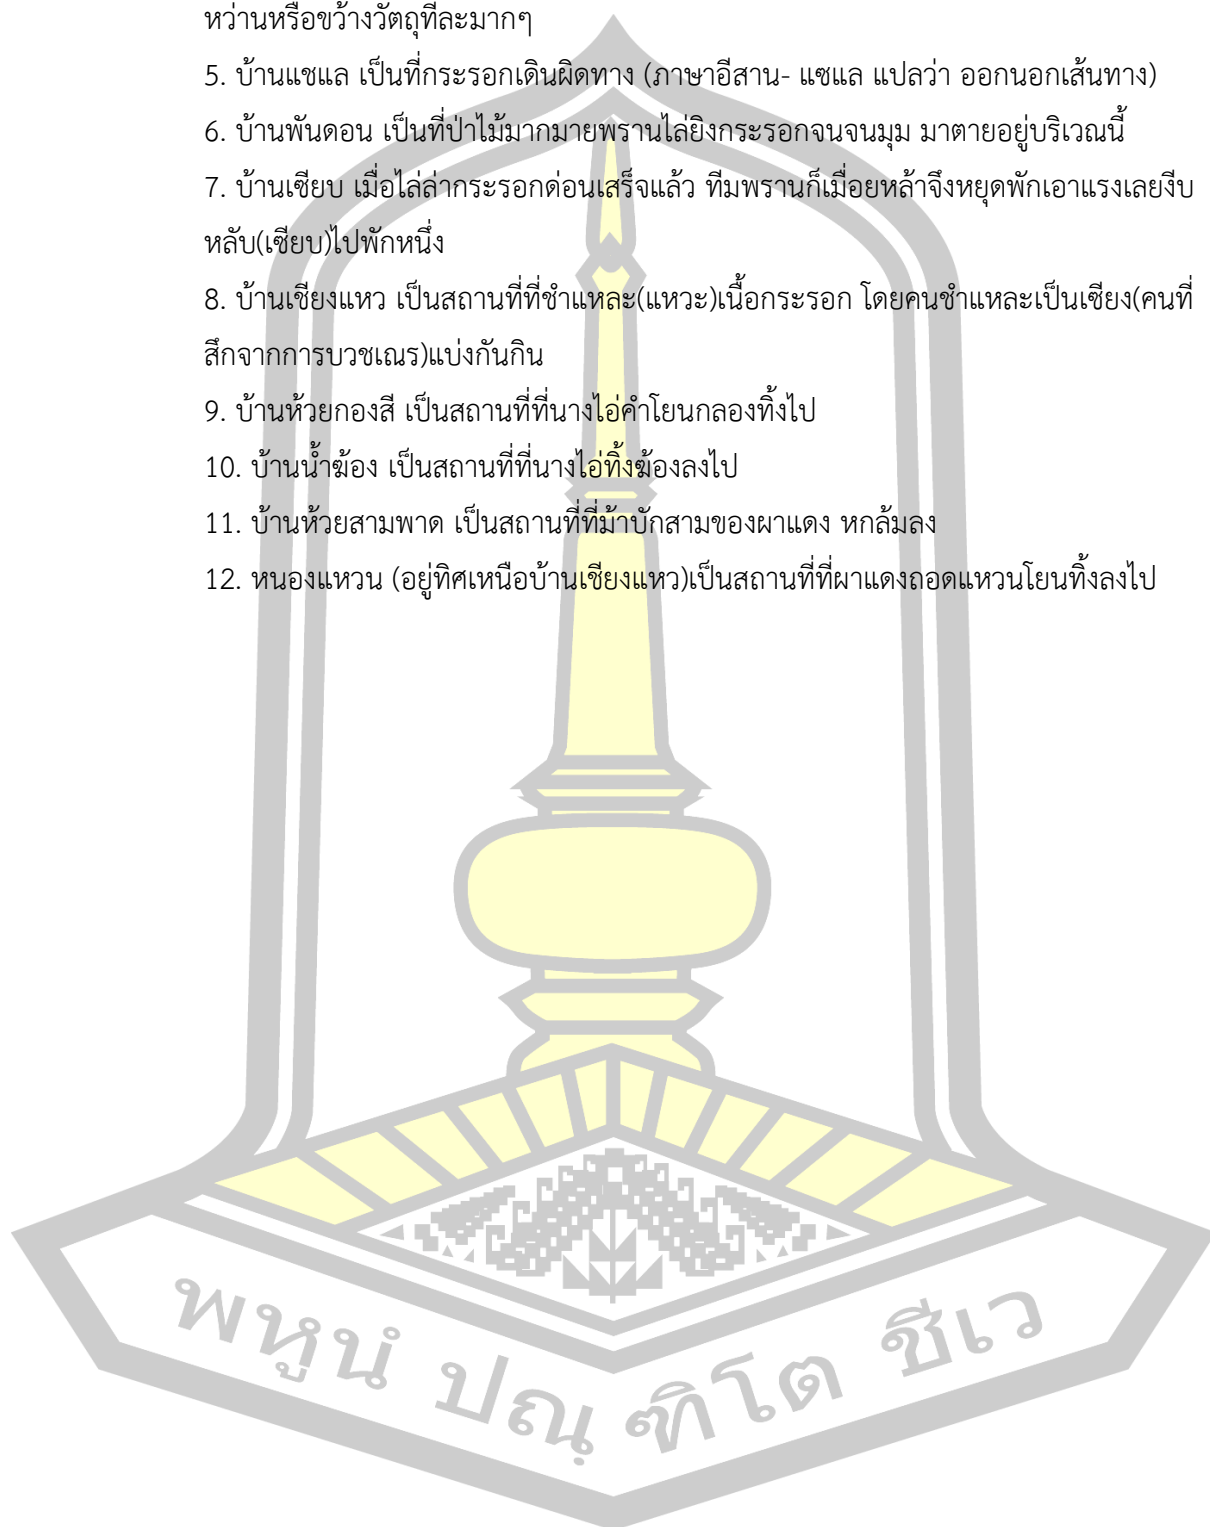 หว่านหรือขว้างวัตถุทีละมากๆ
5. บ้านแชแล เป็นที่กระรอกเดินผิดทาง (ภาษาอีสาน- แซแล แปลว่า ออกนอกเส้นทาง)
6. บ้านพันดอน เป็นที่ป่าไม้มากมายพรานไล่ยิงกระรอกจนจนมุม มาตายอยู่บริเวณนี้
7. บ้านเซียบ เมื่อไล่ล่ากระรอกด่อนเสร็จแล้ว ทีมพรานก็เมื่อยหล้าจึงหยุดพักเอาแรงเลยงีบ
หลับ(เซียบ)ไปพักหนึ่ง
8. บ้านเชียงแหว เป็นสถานที่ที่ชำแหละ(แหวะ)เนื้อกระรอก โดยคนชำแหละเป็นเซียง(คนที่
สึกจากการบวชเณร)แบ่งกันกิน
9. บ้านห้วยกองสี เป็นสถานที่ที่นางไอ่คำโยนกลองทิ้งไป
10. บ้านน้ำฆ้อง เป็นสถานที่ที่นางไอ่ทิ้งฆ้องลงไป
11. บ้านห้วยสามพาด เป็นสถานที่ที่ม้าบักสามของผาแดง หกล้มลง
12. หนองแหวน (อยู่ทิศเหนือบ้านเชียงแหว)เป็นสถานที่ที่ผาแดงถอดแหวนโยนทิ้งลงไป
พหูนํ ปณฺฑิโต ชีเว